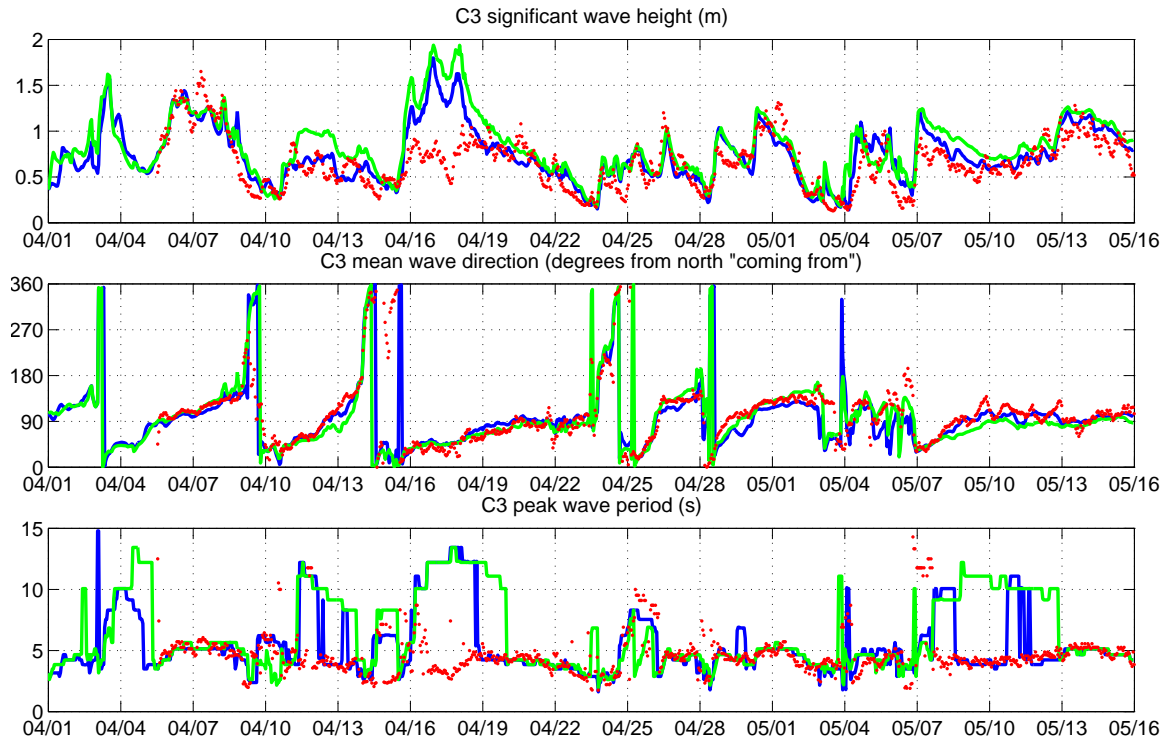 C3 significant wave height (m)
2
1.5
1
0.5
0
04/01 04/04 04/07 04/10 04/13 04/16 04/19 04/22 04/25 04/28 05/01 05/04 05/07 05/10 05/13 05/16
C3 mean wave direction (degrees from north "coming from")
360
270
180
90
0
04/01 04/04 04/07 04/10 04/13 04/16 04/19 04/22 04/25 04/28 05/01 05/04 05/07 05/10 05/13 05/16
C3 peak wave period (s)
15
10
5
0
04/01 04/04 04/07 04/10 04/13 04/16 04/19 04/22 04/25 04/28 05/01 05/04 05/07 05/10 05/13 05/16